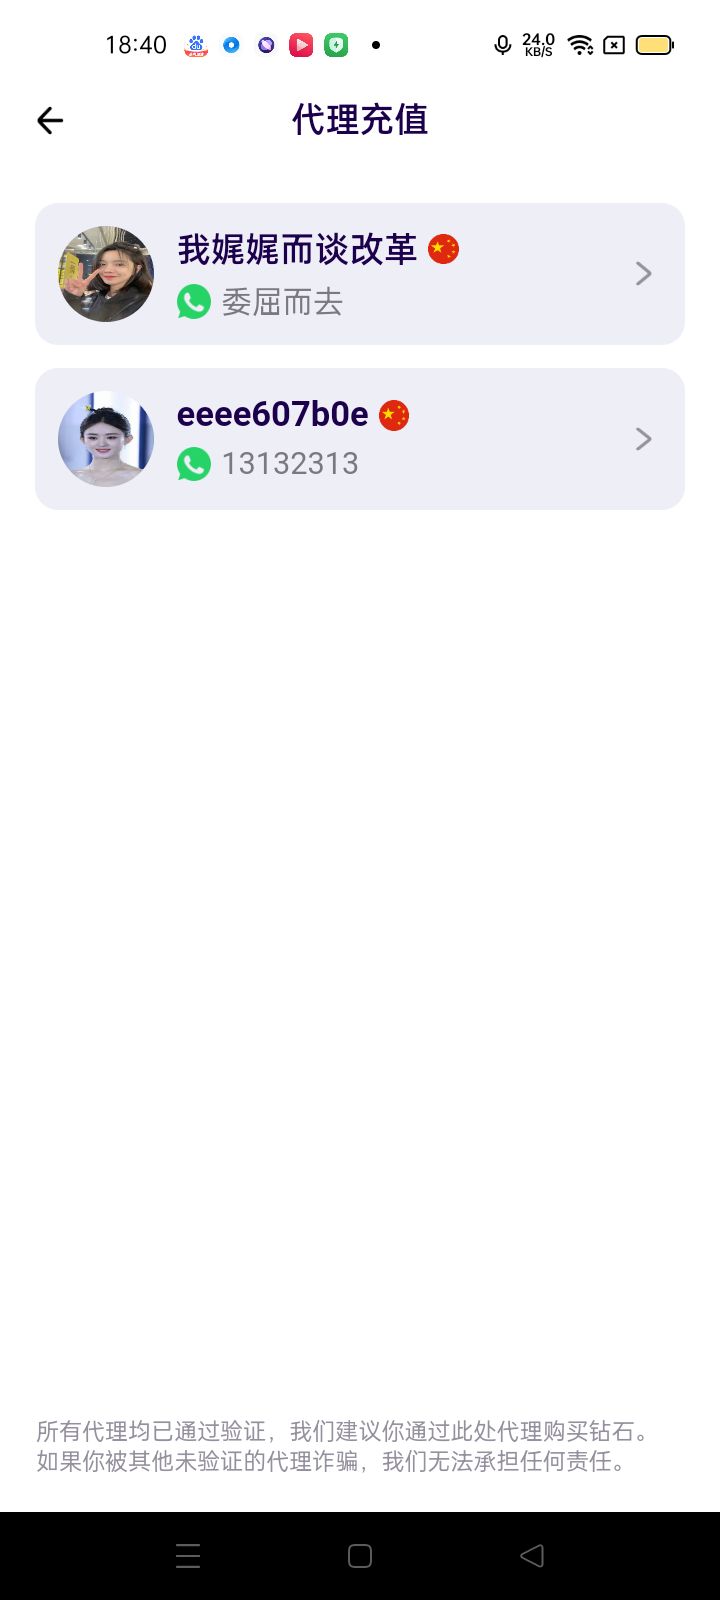 18:40
24.0
KB/S
代理充值
我娓娓而谈改革
委屈而去
eeee607b0e
13132313
所有代理均已通过验证，我们建议你通过此处代理购买钻石。
如果你被其他未验证的代理诈骗，我们无法承担任何责任。